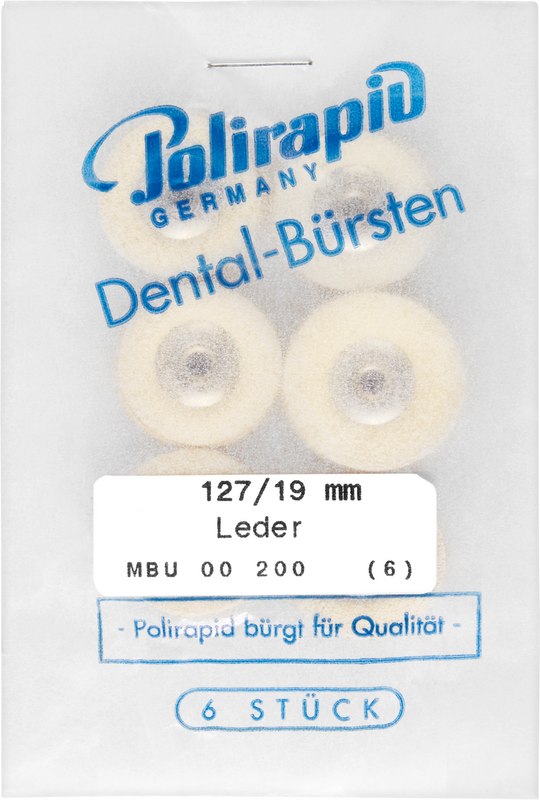 Polirapid
GERMANY
Dental-Bürsten
127/19 mm
Leder
MBU 00 200 (6)
- Polirapid bürgt für Qualität -
6 STÜCK